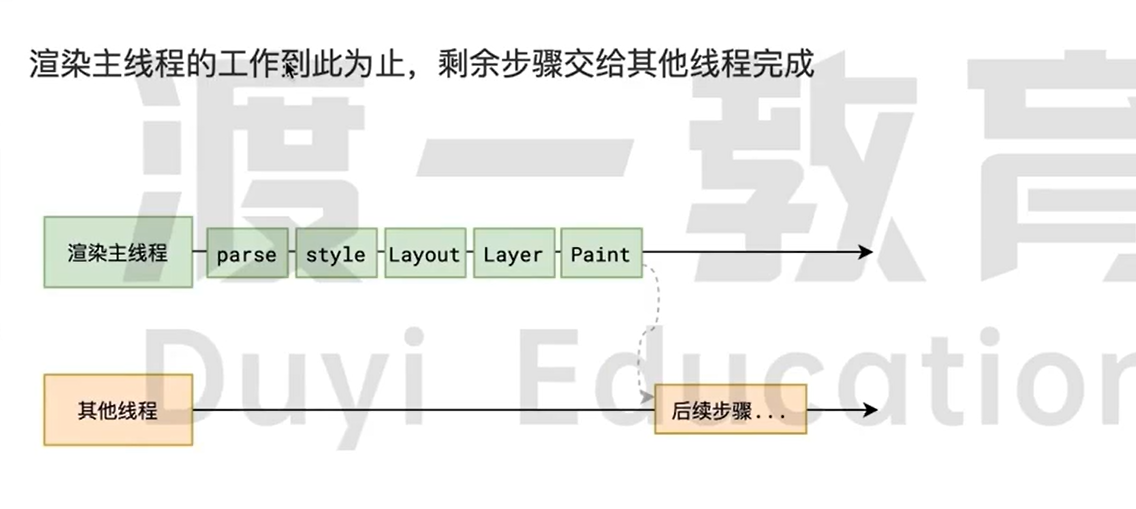 渲染主线程的工作到此为止，剩余步骤交给其他线程完成
渡一教育
渲染主线程
parse
style
Layout
Layer
Paint
Duyi Education
其他线程
后续步骤...